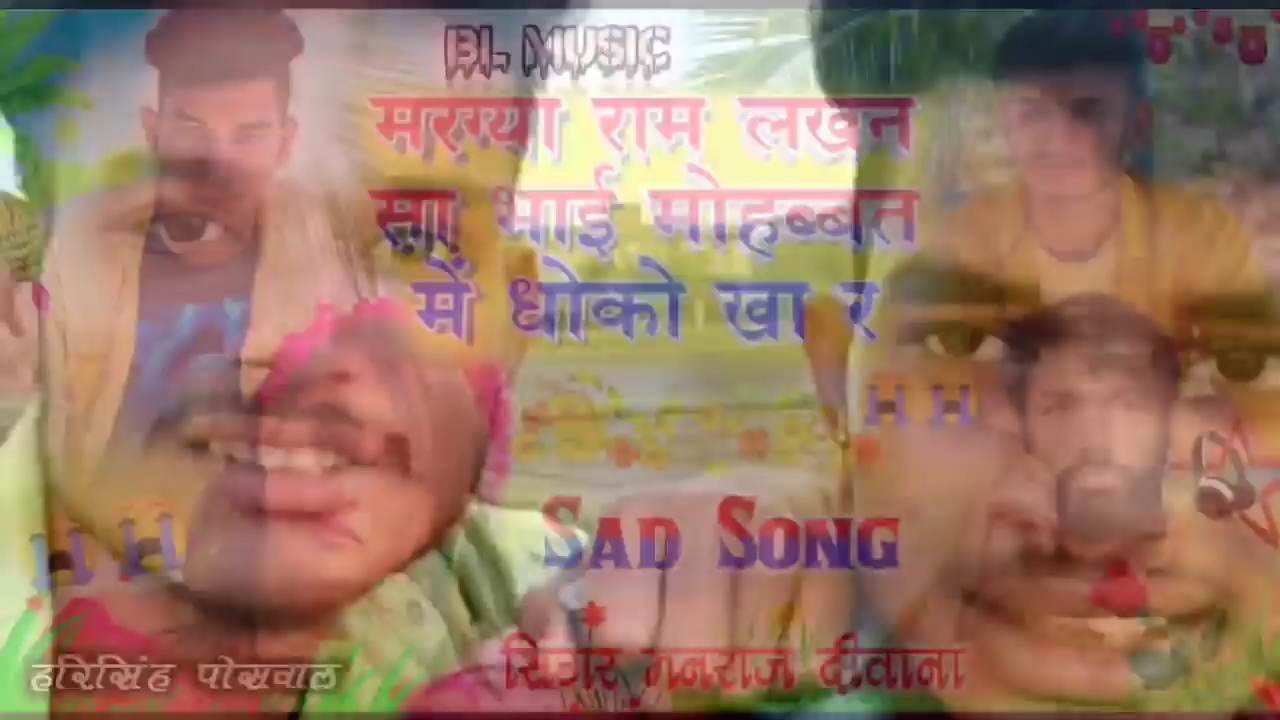 BL MUSIC
मरग्या राम लखन
सा भाई मोहब्बत
में धोको खा र
H H
SAD SONG
H H
हरिसिंह पोसवाल
सिंगर मनराज दीवाना